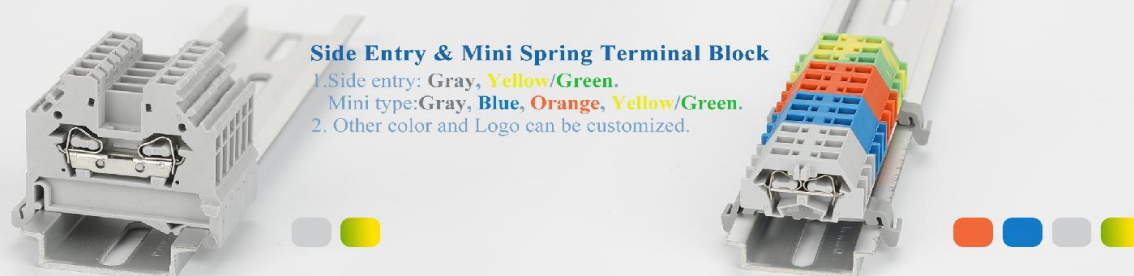 Side Entry & Mini Spring Terminal Block
1.Side entry: Gray, Yellow/Green.
Mini type:Gray, Blue, Orange, Yellow/Green.
2. Other color and Logo can be customized.